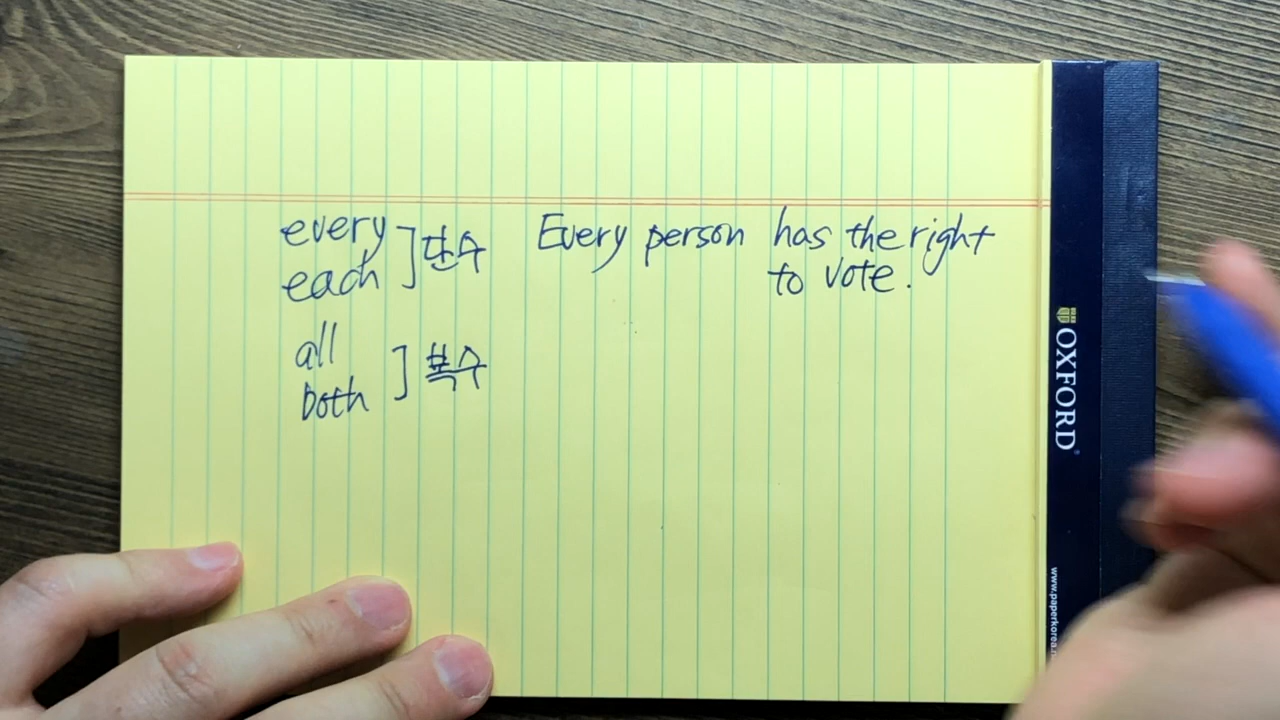 every
each
] 단수
Every person has the right
to vote.
all
both
] 복수
OXFORD